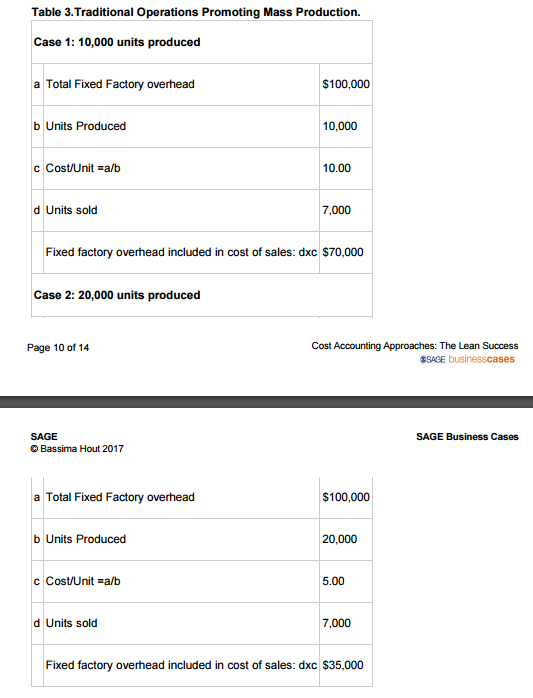 Table 3.Traditional Operations Promoting Mass Production.
Case 1: 10,000 units produced
a Total Fixed Factory overhead $100,000
b Units Produced 10,000
c Cost/Unit =a/b 10.00
d Units sold 7,000
Fixed factory overhead included in cost of sales: dxc $70,000
Case 2: 20,000 units produced
Page 10 of 14 Cost Accounting Approaches: The Lean Success
SAGE businesscases
SAGE SAGE Business Cases
© Bassima Hout 2017
a Total Fixed Factory overhead $100,000
b Units Produced 20,000
c Cost/Unit =a/b 5.00
d Units sold 7,000
Fixed factory overhead included in cost of sales: dxc $35,000